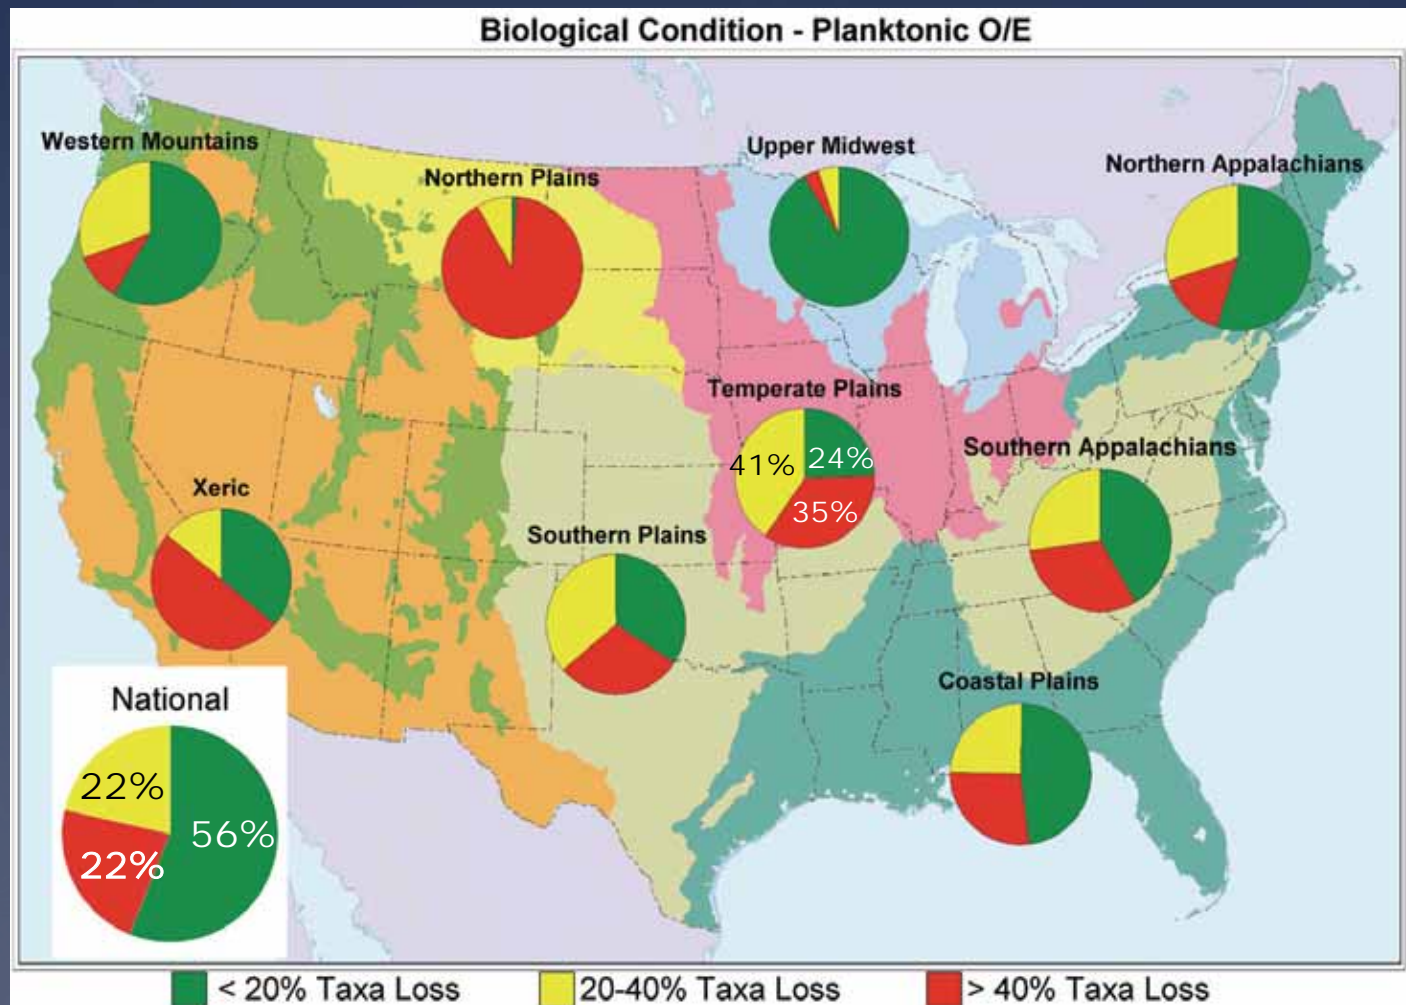 Biological Condition - Planktonic O/E
Western Mountains
Northern Plains
Upper Midwest
Northern Appalachians
Temperate Plains
41%
24%
35%
Southern Appalachians
Xeric
Southern Plains
Coastal Plains
National
22%
56%
22%
< 20% Taxa Loss
20-40% Taxa Loss
> 40% Taxa Loss